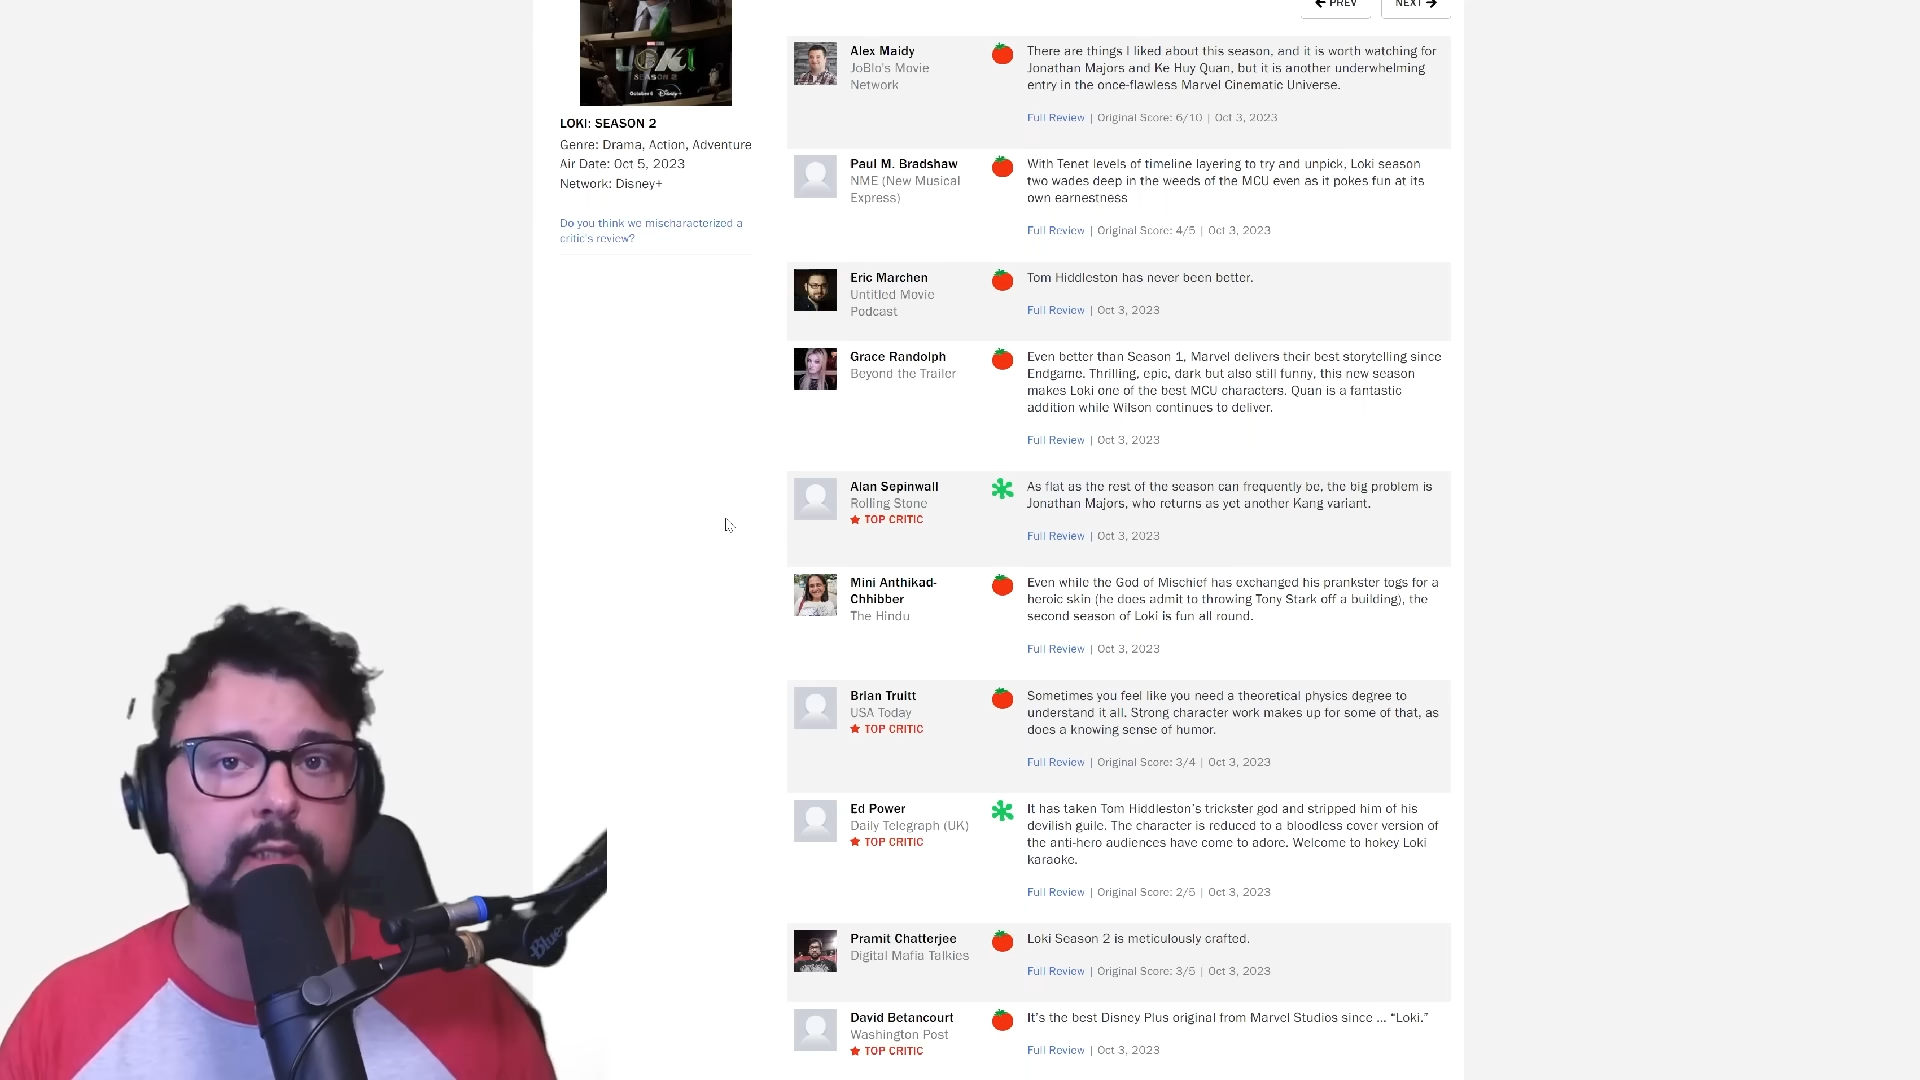 PREV
NEXT
LOKI
SEASON 2
October 6 Disney+
LOKI: SEASON 2
Genre: Drama, Action, Adventure
Air Date: Oct 5, 2023
Network: Disney+
Do you think we mischaracterized a
critic's review?
Alex Maidy
JoBlo's Movie
Network
There are things I liked about this season, and it is worth watching for
Jonathan Majors and Ke Huy Quan, but it is another underwhelming
entry in the once-flawless Marvel Cinematic Universe.
Full Review | Original Score: 6/10 | Oct 3, 2023
Paul M. Bradshaw
NME (New Musical
Express)
With Tenet levels of timeline layering to try and unpick, Loki season
two wades deep in the weeds of the MCU even as it pokes fun at its
own earnestness
Full Review | Original Score: 4/5 | Oct 3, 2023
Eric Marchen
Untitled Movie
Podcast
Tom Hiddleston has never been better.
Full Review | Oct 3, 2023
Grace Randolph
Beyond the Trailer
Even better than Season 1, Marvel delivers their best storytelling since
Endgame. Thrilling, epic, dark but also still funny, this new season
makes Loki one of the best MCU characters. Quan is a fantastic
addition while Wilson continues to deliver.
Full Review | Oct 3, 2023
Alan Sepinwall
Rolling Stone
TOP CRITIC
As flat as the rest of the season can frequently be, the big problem is
Jonathan Majors, who returns as yet another Kang variant.
Full Review | Oct 3, 2023
Mini Anthikad-
Chhibber
The Hindu
Even while the God of Mischief has exchanged his prankster togs for a
heroic skin (he does admit to throwing Tony Stark off a building), the
second season of Loki is fun all round.
Full Review | Oct 3, 2023
Brian Truitt
USA Today
TOP CRITIC
Sometimes you feel like you need a theoretical physics degree to
understand it all. Strong character work makes up for some of that, as
does a knowing sense of humor.
Full Review | Original Score: 3/4 | Oct 3, 2023
Ed Power
Daily Telegraph (UK)
TOP CRITIC
It has taken Tom Hiddleston's trickster god and stripped him of his
devilish guile. The character is reduced to a bloodless cover version of
the anti-hero audiences have come to adore. Welcome to hokey Loki
karaoke.
Full Review | Original Score: 2/5 | Oct 3, 2023
Pramit Chatterjee
Digital Mafia Talkies
Loki Season 2 is meticulously crafted.
Full Review | Original Score: 3/5 | Oct 3, 2023
David Betancourt
Washington Post
TOP CRITIC
It's the best Disney Plus original from Marvel Studios since ... “Loki.”
Full Review | Oct 3, 2023
Blue